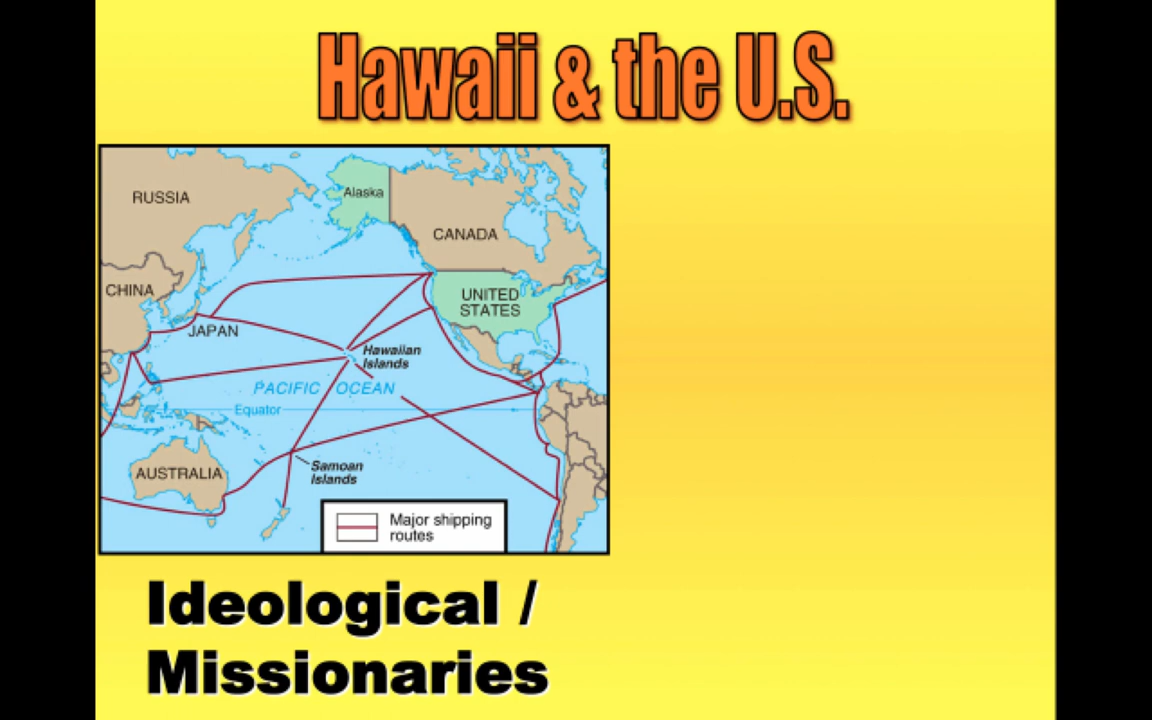 Hawaii & the U.S.
RUSSIA
Alaska
CANADA
CHINA
UNITED
STATES
JAPAN
Hawaiian
Islands
PACIFIC OCEAN
Equator
AUSTRALIA
Samoan
Islands
Major shipping
routes
Ideological /
Missionaries